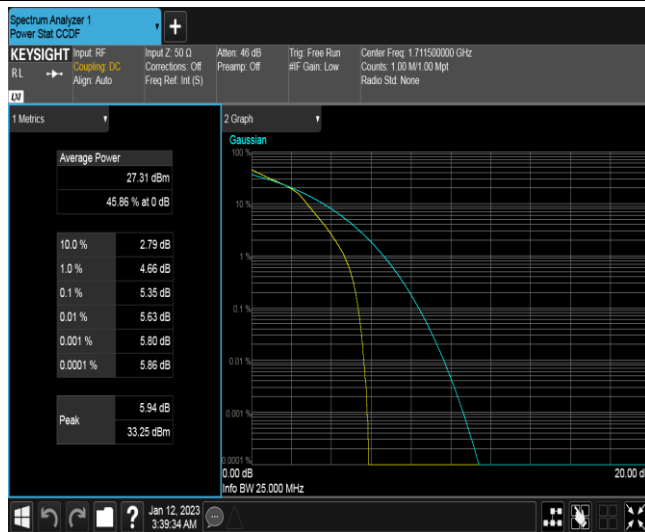 Spectrum Analyzer 1
Power Stat CCDF
+
KEYSIGHT
RL
Input: RF
Coupling: DC
Align: Auto
Input Z: 50 Ω
Corrections: Off
Freq Ref: Int (S)
Atten: 46 dB
Preamp: Off
Trig: Free Run
#IF Gain: Low
Center Freq: 1.711500000 GHz
Counts: 1.00 M/1.00 Mpt
Radio Std: None
LXI
1 Metrics
Average Power
27.31 dBm
45.86 % at 0 dB
10.0 % 2.79 dB
1.0 % 4.66 dB
0.1 % 5.35 dB
0.01 % 5.63 dB
0.001 % 5.80 dB
0.0001 % 5.86 dB
Peak
5.94 dB
33.25 dBm
2 Graph
Gaussian
100 %
10 %
1 %
0.1 %
0.01 %
0.001 %
0.0001 %
0.00 dB
20.00 d
Info BW 25.000 MHz
?
Jan 12, 2023
3:39:34 AM